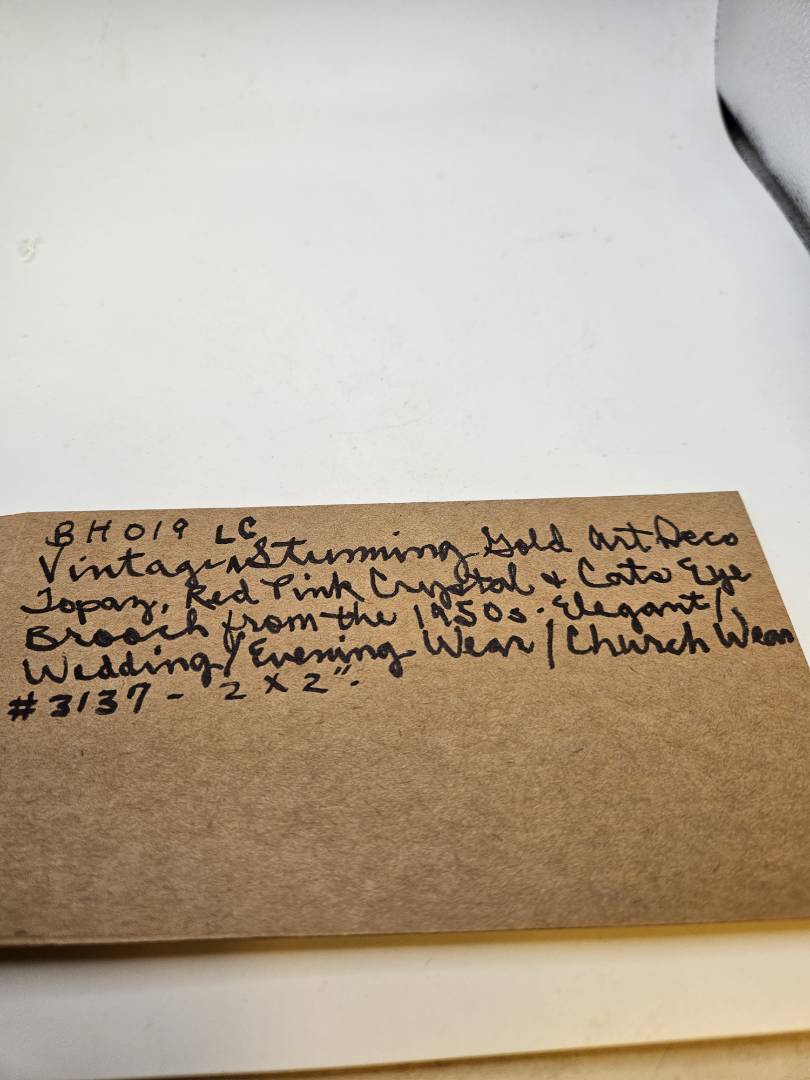 BH019 LC
Vintage Stunning Gold Art Deco
Topaz, Red Pink Crystal & Cats Eye
Brooch from the 1950s. Elegant/
Wedding/Evening Wear/Church Wear
#3137 - 2 x 2".